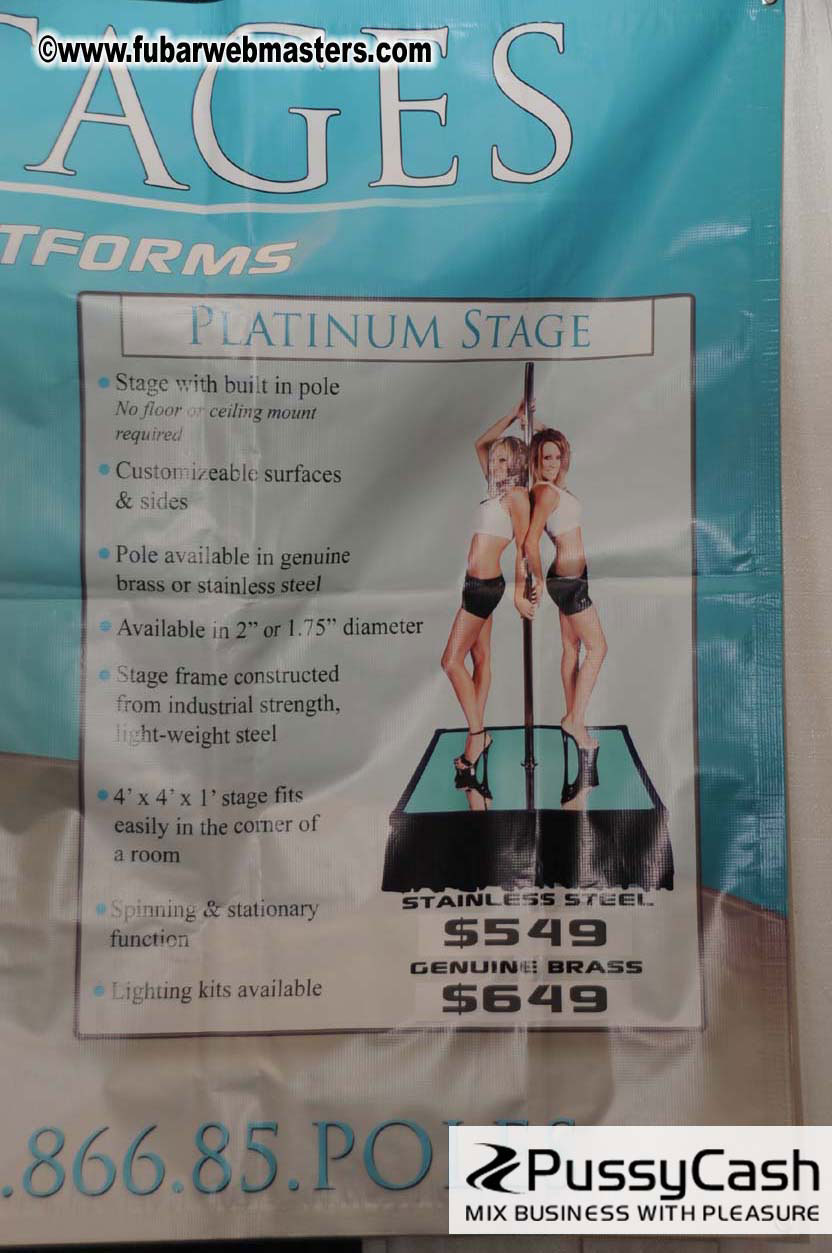 ©www.fubarwebmasters.com
TAGES
TFORMS
PLATINUM STAGE
Stage with built in pole
No floor or ceiling mount
required
Customizeable surfaces
& sides
Pole available in genuine
brass or stainless steel
Available in 2” or 1.75” diameter
Stage frame constructed
from industrial strength,
light-weight steel
4’ x 4’ x 1’ stage fits
easily in the corner of
a room
Spinning & stationary
function
Lighting kits available
STAINLESS STEEL
$549
GENUINE BRASS
$649
.866.85.POLES
PussyCash
MIX BUSINESS WITH PLEASURE